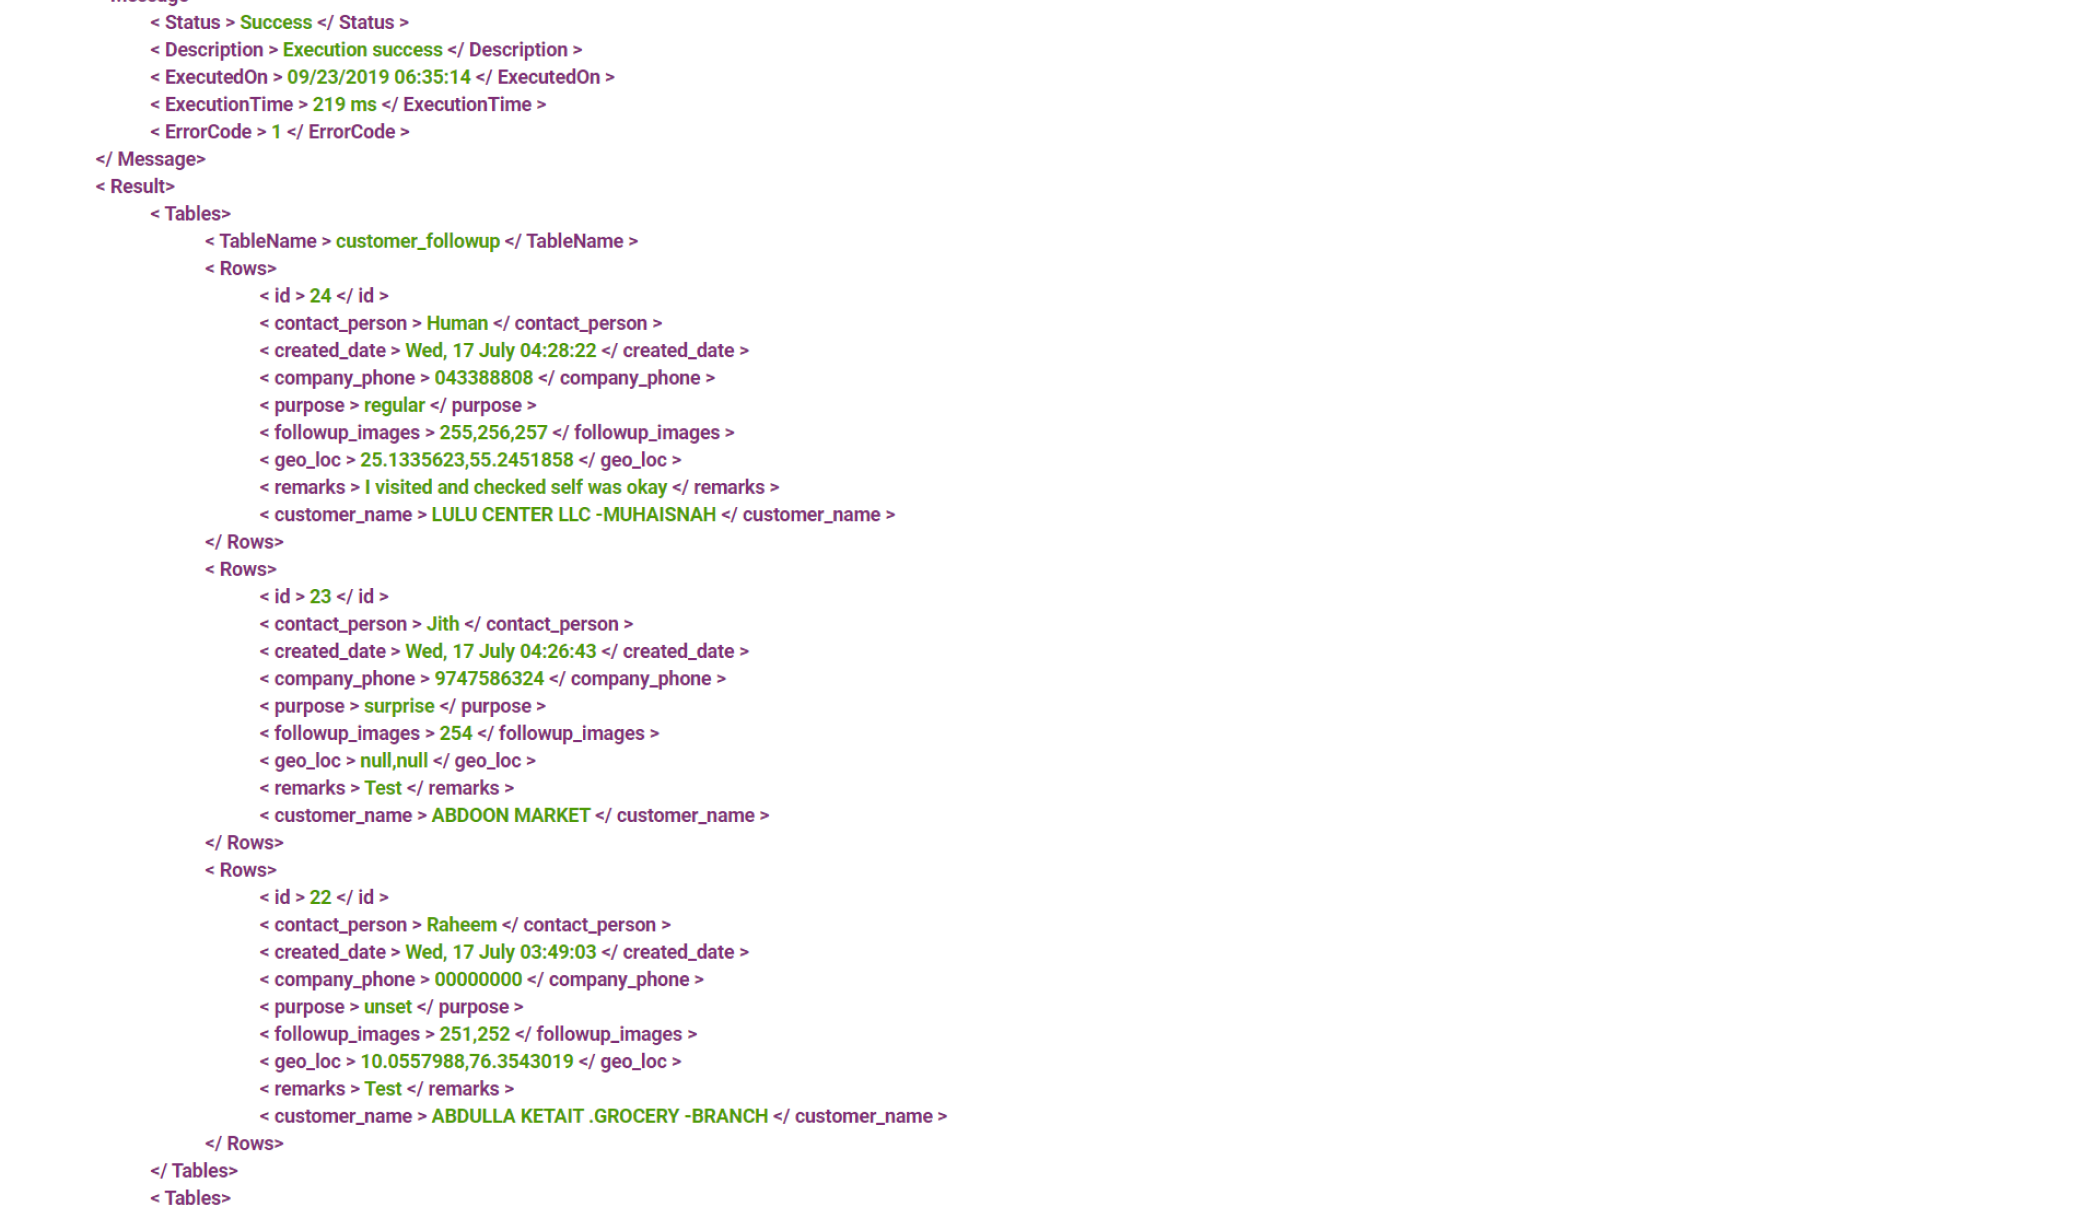 < Status > Success </ Status >
< Description > Execution success </ Description >
< ExecutedOn > 09/23/2019 06:35:14 </ ExecutedOn >
< ExecutionTime > 219 ms </ ExecutionTime >
< ErrorCode > 1 </ ErrorCode >
</ Message>
< Result>
< Tables>
< TableName > customer_followup </ TableName >
< Rows>
< id > 24 </ id >
< contact_person > Human </ contact_person >
< created_date > Wed, 17 July 04:28:22 </ created_date >
< company_phone > 043388808 </ company_phone >
< purpose > regular </ purpose >
< followup_images > 255,256,257 </ followup_images >
< geo_loc > 25.1335623,55.2451858 </ geo_loc >
< remarks > I visited and checked self was okay </ remarks >
< customer_name > LULU CENTER LLC -MUHAISNAH </ customer_name >
</ Rows>
< Rows>
< id > 23 </ id >
< contact_person > Jith </ contact_person >
< created_date > Wed, 17 July 04:26:43 </ created_date >
< company_phone > 9747586324 </ company_phone >
< purpose > surprise </ purpose >
< followup_images > 254 </ followup_images >
< geo_loc > null,null </ geo_loc >
< remarks > Test </ remarks >
< customer_name > ABDOON MARKET </ customer_name >
</ Rows>
< Rows>
< id > 22 </ id >
< contact_person > Raheem </ contact_person >
< created_date > Wed, 17 July 03:49:03 </ created_date >
< company_phone > 00000000 </ company_phone >
< purpose > unset </ purpose >
< followup_images > 251,252 </ followup_images >
< geo_loc > 10.0557988,76.3543019 </ geo_loc >
< remarks > Test </ remarks >
< customer_name > ABDULLA KETAIT .GROCERY -BRANCH </ customer_name >
</ Rows>
</ Tables>
< Tables>